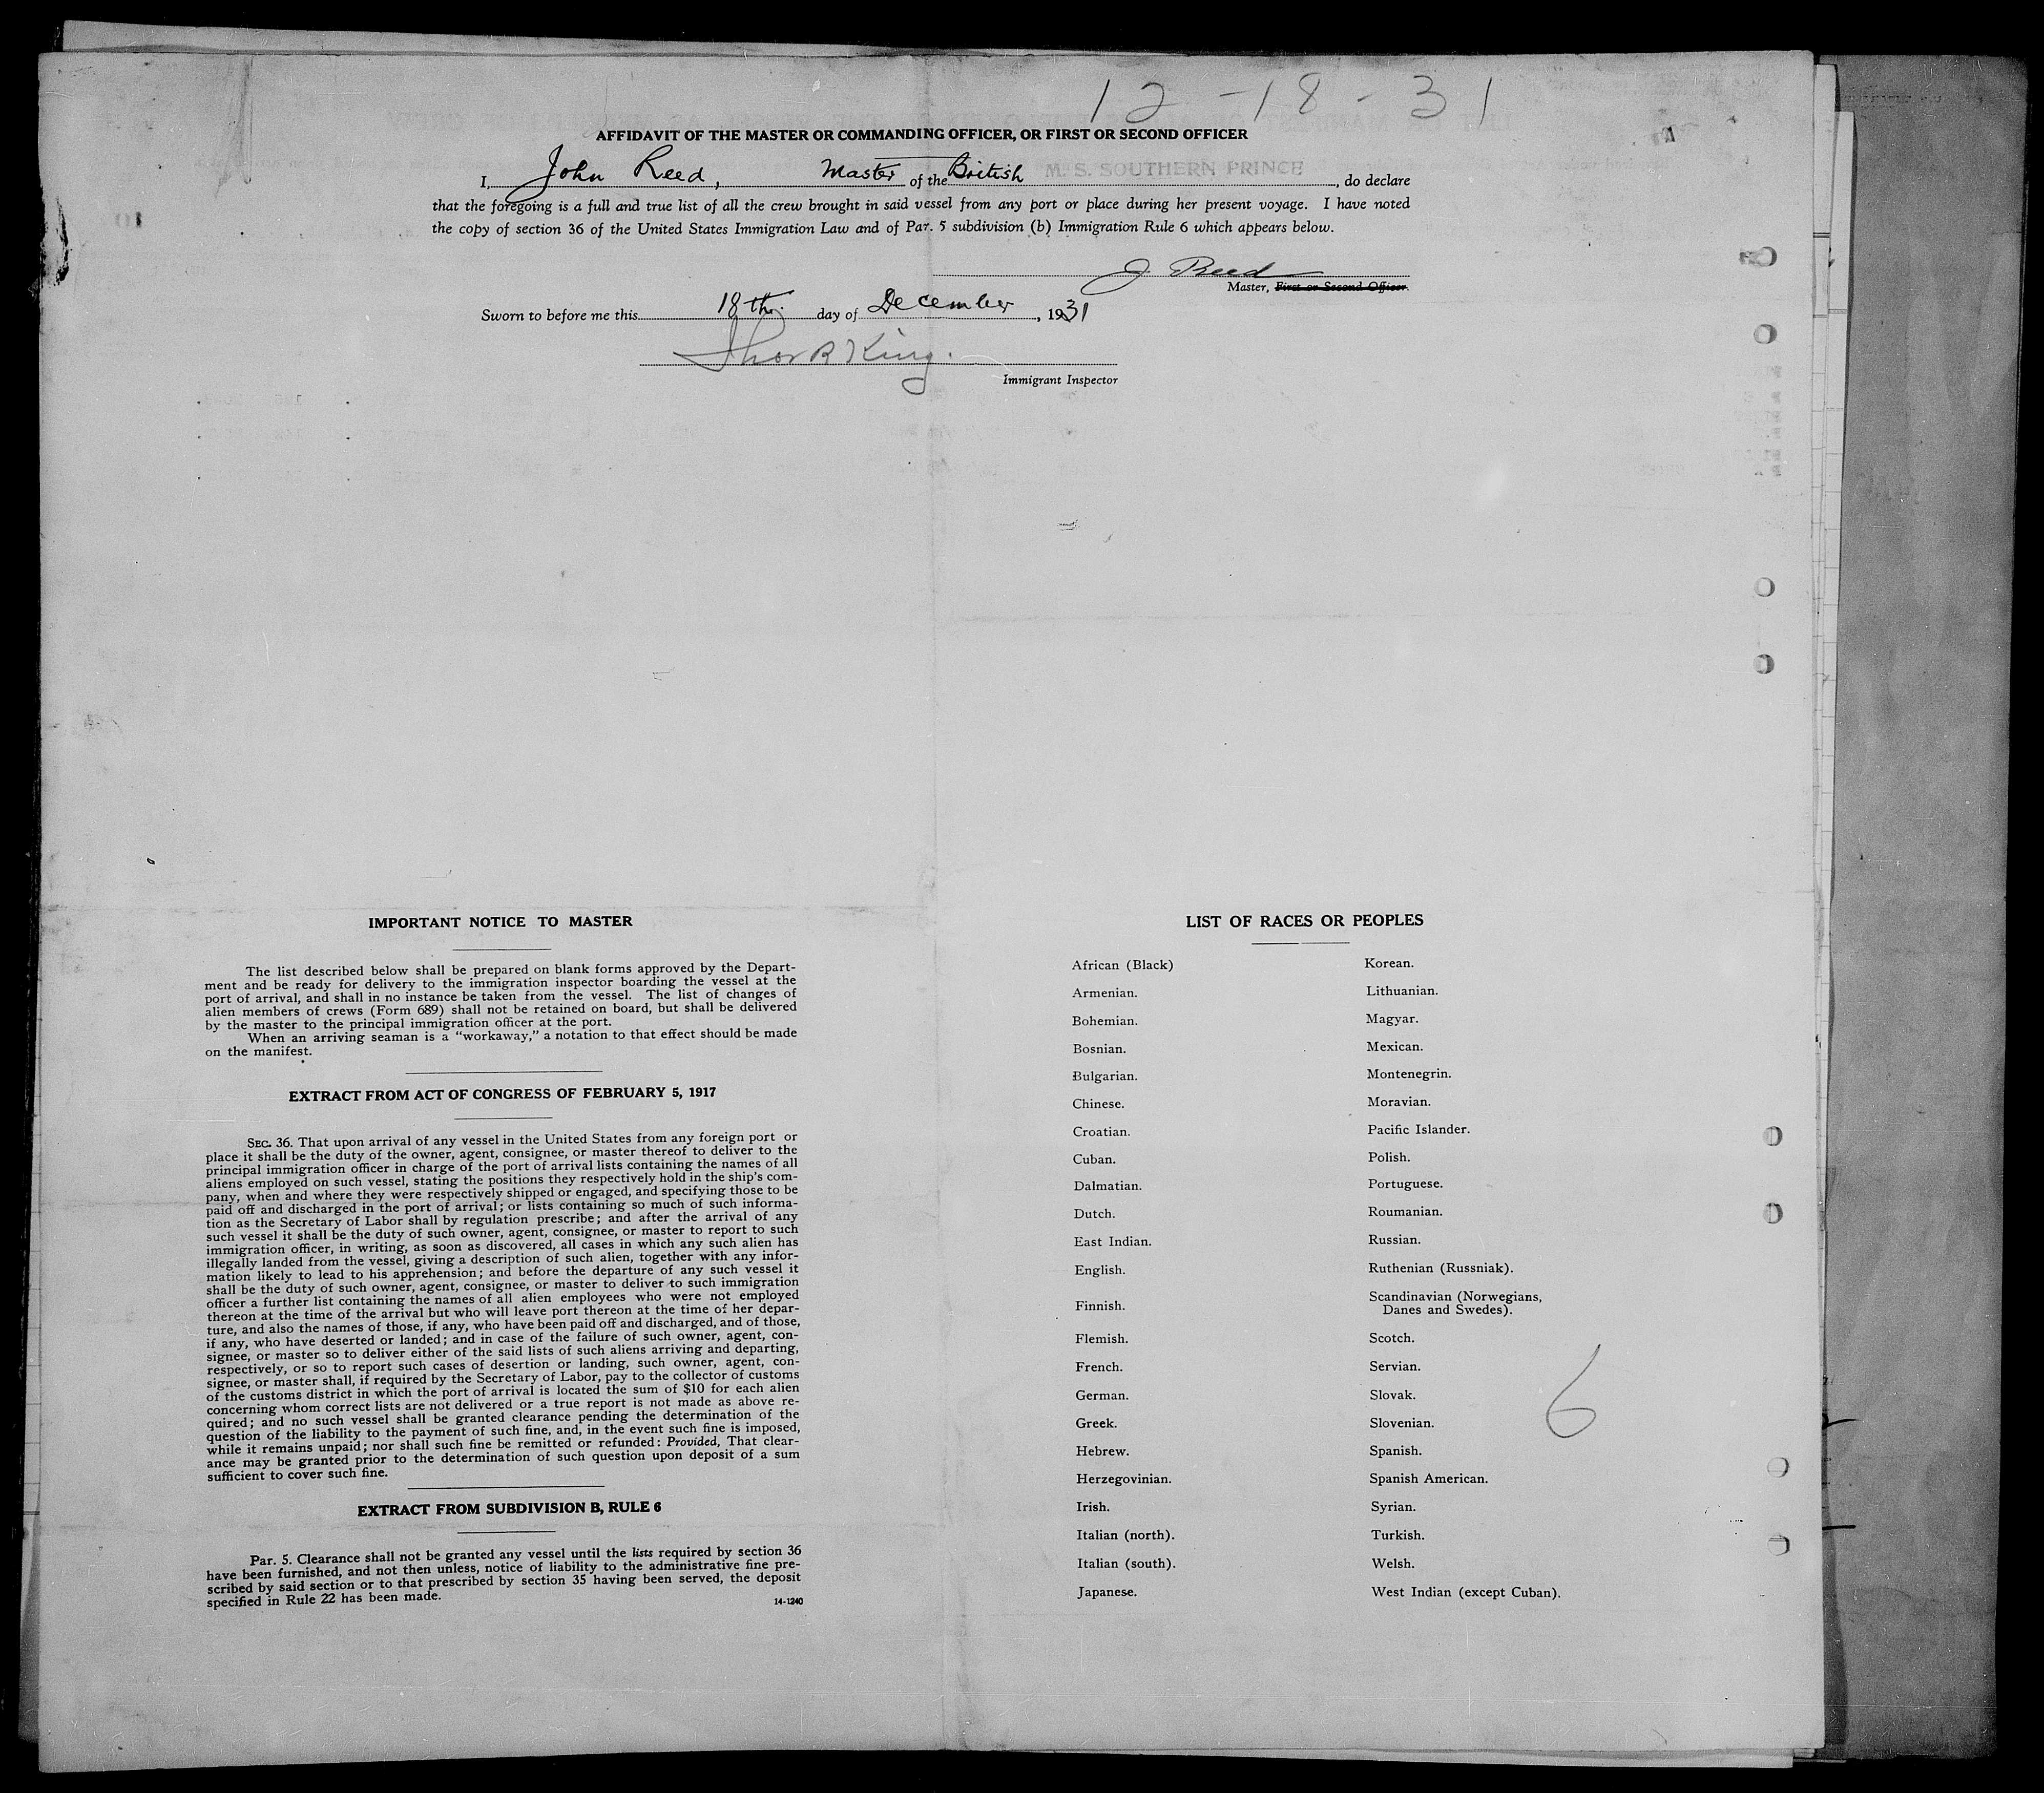 12-18-31
AFFIDAVIT OF THE MASTER OR COMMANDING OFFICER, OR FIRST OR SECOND OFFICER
I, John Reed, Master of the British M. S. SOUTHERN PRINCE, do declare
that the foregoing is a full and true list of all the crew brought in said vessel from any port or place during her present voyage. I have noted
the copy of section 36 of the United States Immigration Law and of Par. 5 subdivision (b) Immigration Rule 6 which appears below.
J. Reed
Master, First or Second Officer.
Sworn to before me this 18th day of December, 1931
King.
Immigrant Inspector
IMPORTANT NOTICE TO MASTER
The list described below shall be prepared on blank forms approved by the Depart-
ment and be ready for delivery to the immigration inspector boarding the vessel at the
port of arrival, and shall in no instance be taken from the vessel. The list of changes of
alien members of crews (Form 689) shall not be retained on board, but shall be delivered
by the master to the principal immigration officer at the port.
When an arriving seaman is a "workaway," a notation to that effect should be made
on the manifest.
EXTRACT FROM ACT OF CONGRESS OF FEBRUARY 5, 1917
SEC. 36. That upon arrival of any vessel in the United States from any foreign port or
place it shall be the duty of the owner, agent, consignee, or master thereof to deliver to the
principal immigration officer in charge of the port of arrival lists containing the names of all
aliens employed on such vessel, stating the positions they respectively hold in the ship's com-
pany, when and where they were respectively shipped or engaged, and specifying those to be
paid off and discharged in the port of arrival; or lists containing so much of such informa-
tion as the Secretary of Labor shall by regulation prescribe; and after the arrival of any
such vessel it shall be the duty of such owner, agent, consignee, or master to report to such
immigration officer, in writing, as soon as discovered, all cases in which any such alien has
illegally landed from the vessel, giving a description of such alien, together with any infor-
mation likely to lead to his apprehension; and before the departure of any such vessel it
shall be the duty of such owner, agent, consignee, or master to deliver to such immigration
officer a further list containing the names of all alien employees who were not employed
thereon at the time of the arrival but who will leave port thereon at the time of her depar-
ture, and also the names of those, if any, who have been paid off and discharged, and of those,
if any, who have deserted or landed; and in case of the failure of such owner, agent, con-
signee, or master so to deliver either of the said lists of such aliens arriving and departing,
respectively, or so to report such cases of desertion or landing, such owner, agent, con-
signee, or master shall, if required by the Secretary of Labor, pay to the collector of customs
of the customs district in which the port of arrival is located the sum of $10 for each alien
concerning whom correct lists are not delivered or a true report is not made as above re-
quired; and no such vessel shall be granted clearance pending the determination of the
question of the liability to the payment of such fine, and, in the event such fine is imposed,
while it remains unpaid; nor shall such fine be remitted or refunded: Provided, That clear-
ance may be granted prior to the determination of such question upon deposit of a sum
sufficient to cover such fine.
EXTRACT FROM SUBDIVISION B, RULE 6
Par. 5. Clearance shall not be granted any vessel until the lists required by section 36
have been furnished, and not then unless, notice of liability to the administrative fine pre-
scribed by said section or to that prescribed by section 35 having been served, the deposit
specified in Rule 22 has been made.
14-1240
LIST OF RACES OR PEOPLES
African (Black)
Armenian.
Bohemian.
Bosnian.
Bulgarian.
Chinese.
Croatian.
Cuban.
Dalmatian.
Dutch.
East Indian.
English.
Finnish.
Flemish.
French.
German.
Greek.
Hebrew.
Herzegovinian.
Irish.
Italian (north).
Italian (south).
Japanese.
Korean.
Lithuanian.
Magyar.
Mexican.
Montenegrin.
Moravian.
Pacific Islander.
Polish.
Portuguese.
Roumanian.
Russian.
Ruthenian (Russniak).
Scandinavian (Norwegians,
Danes and Swedes).
Scotch.
Servian.
Slovak.
Slovenian.
Spanish.
Spanish American.
Syrian.
Turkish.
Welsh.
West Indian (except Cuban).
6